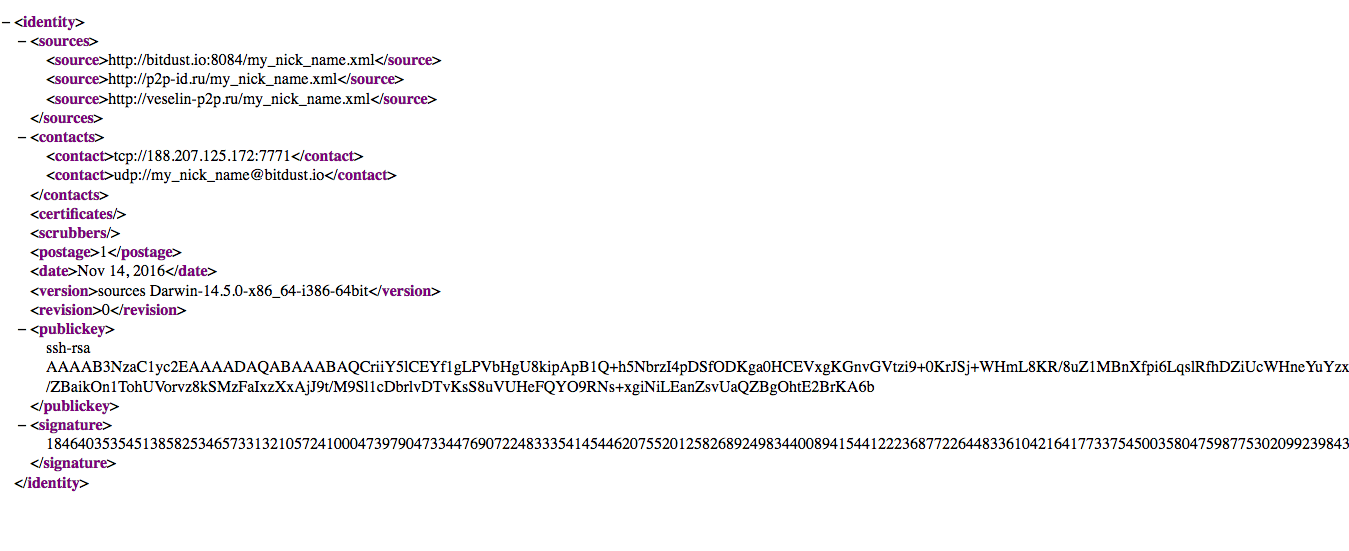 − <identity>
− <sources>
<source>http://bitdust.io:8084/my_nick_name.xml</source>
<source>http://p2p-id.ru/my_nick_name.xml</source>
<source>http://veselin-p2p.ru/my_nick_name.xml</source>
</sources>
− <contacts>
<contact>tcp://188.207.125.172:7771</contact>
<contact>udp://my_nick_name@bitdust.io</contact>
</contacts>
<certificates/>
<scrubbers/>
<postage>1</postage>
<date>Nov 14, 2016</date>
<version>sources Darwin-14.5.0-x86_64-i386-64bit</version>
<revision>0</revision>
− <publickey>
ssh-rsa
AAAAB3NzaC1yc2EAAAADAQABAAABAQCriiY5lCEYf1gLPVbHgU8kipApB1Q+h5NbrzI4pDSfODKga0HCEVxgKGnvGVtzi9+0KrJSj+WHmL8KR/8uZ1MBnXfpi6LqslRfhDZiUcWHneYuYzx
/ZBaikOn1TohUVorvz8kSMzFaIxzXxAjJ9t/M9Sl1cDbrlvDTvKsS8uVUHeFQYO9RNs+xgiNiLEanZsvUaQZBgOhtE2BrKA6b
</publickey>
− <signature>
1846403535451385825346573313210572410004739790473344769072248333541454462075520125826892498344008915441222368772264483361042164177337545003580475987753020992398​43
</signature>
</identity>